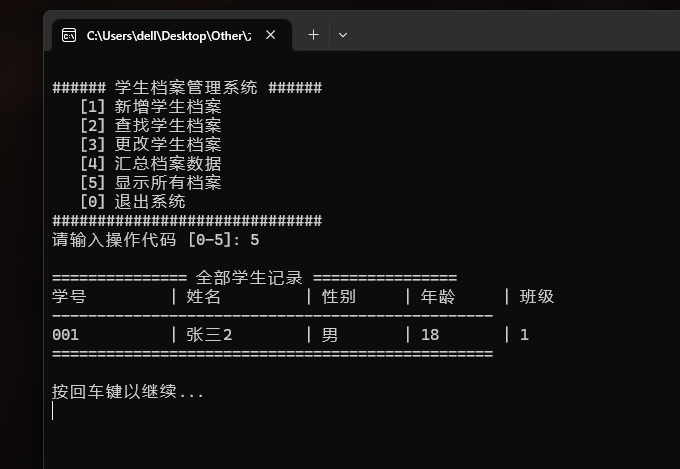 C:\Users\dell\Desktop\Other\
###### 学生档案管理系统 ######
[1] 新增学生档案
[2] 查找学生档案
[3] 更改学生档案
[4] 汇总档案数据
[5] 显示所有档案
[0] 退出系统
##############################
请输入操作代码 [0-5]: 5
=============== 全部学生记录 ================
学号 | 姓名 | 性别 | 年龄 | 班级
-------------------------------------------------
001 | 张三2 | 男 | 18 | 1
=================================================
按回车键以继续...